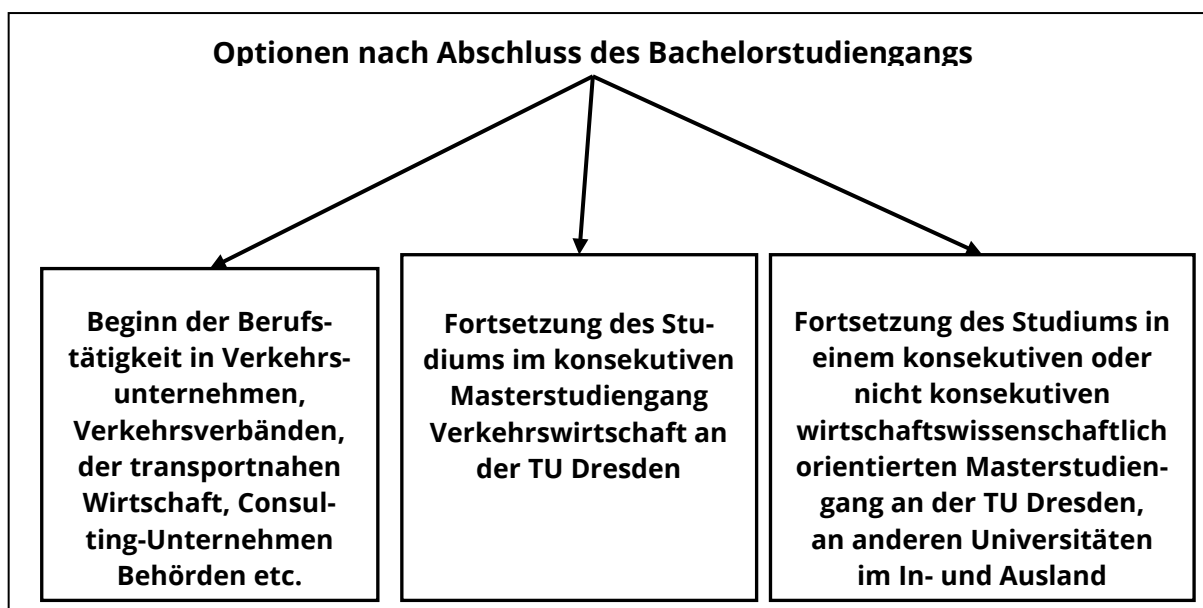 Optionen nach Abschluss des Bachelorstudiengangs
Beginn der Berufs-
tätigkeit in Verkehrs-
unternehmen,
Verkehrsverbänden,
der transportnahen
Wirtschaft, Consul-
ting-Unternehmen
Behörden etc.
Fortsetzung des Stu-
diums im konsekutiven
Masterstudiengang
Verkehrswirtschaft an
der TU Dresden
Fortsetzung des Studiums in
einem konsekutiven oder
nicht konsekutiven
wirtschaftswissenschaftlich
orientierten Masterstudien-
gang an der TU Dresden,
an anderen Universitäten
im In- und Ausland